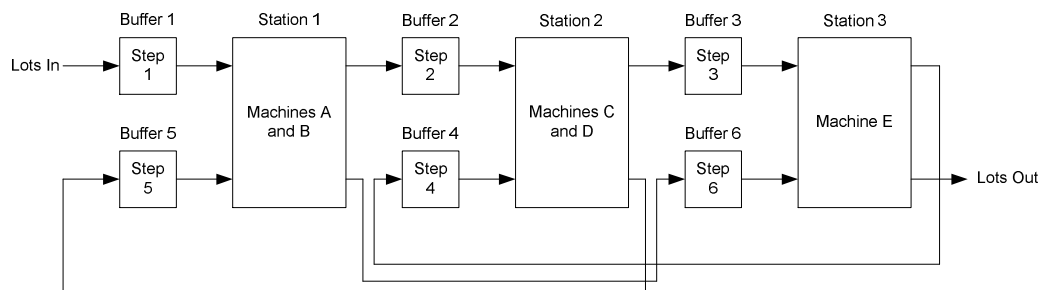 Buffer 1
Station 1
Buffer 2
Station 2
Buffer 3
Station 3
Lots In
Step
1
Machines A
and B
Step
2
Machines C
and D
Step
3
Machine E
Buffer 5
Step
5
Buffer 4
Step
4
Buffer 6
Step
6
Lots Out